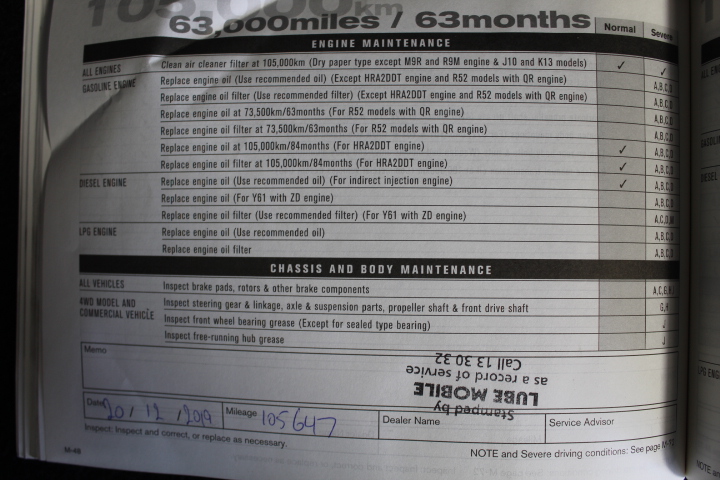 105,000km
63,000miles / 63months
Normal
Severe
ENGINE MAINTENANCE
ALL ENGINES Clean air cleaner filter at 105,000km (Dry paper type except M9R and R9M engine & J10 and K13 models) ✓ ✓
GASOLINE ENGINE Replace engine oil (Use recommended oil) (Except HRA2DDT engine and R52 models with QR engine) A,B,C,D
Replace engine oil filter (Use recommended filter) (Except HRA2DDT engine and R52 models with QR engine) A,B,C,D
Replace engine oil at 73,500km/63months (For R52 models with QR engine) A,B,C,D
Replace engine oil filter at 73,500km/63months (For R52 models with QR engine) A,B,C,D
Replace engine oil at 105,000km/84months (For HRA2DDT engine) ✓ A,B,C,D
Replace engine oil filter at 105,000km/84months (For HRA2DDT engine) ✓ A,B,C,D
DIESEL ENGINE Replace engine oil (Use recommended oil) (For indirect injection engine) ✓ A,B,C,D
Replace engine oil (For Y61 with ZD engine) A,B,C,D
Replace engine oil filter (Use recommended filter) (For Y61 with ZD engine)
LPG ENGINE Replace engine oil (Use recommended oil) A,B,C,D
Replace engine oil filter A,B,C,D
CHASSIS AND BODY MAINTENANCE
ALL VEHICLES Inspect brake pads, rotors & other brake components
4WD MODEL AND COMMERCIAL VEHICLE Inspect steering gear & linkage, axle & suspension parts, propeller shaft & front drive shaft G,H
Inspect front wheel bearing grease (Except for sealed type bearing) J
Inspect free-running hub grease J
Memo
Stamped by
LUBE MOBILE
as a record of service
Call 13 30 32
Date 20 / 12 / 2019 Mileage 105647 Dealer Name Service Advisor
Inspect: Inspect and correct, or replace as necessary.
M-46
NOTE and Severe driving conditions: See page